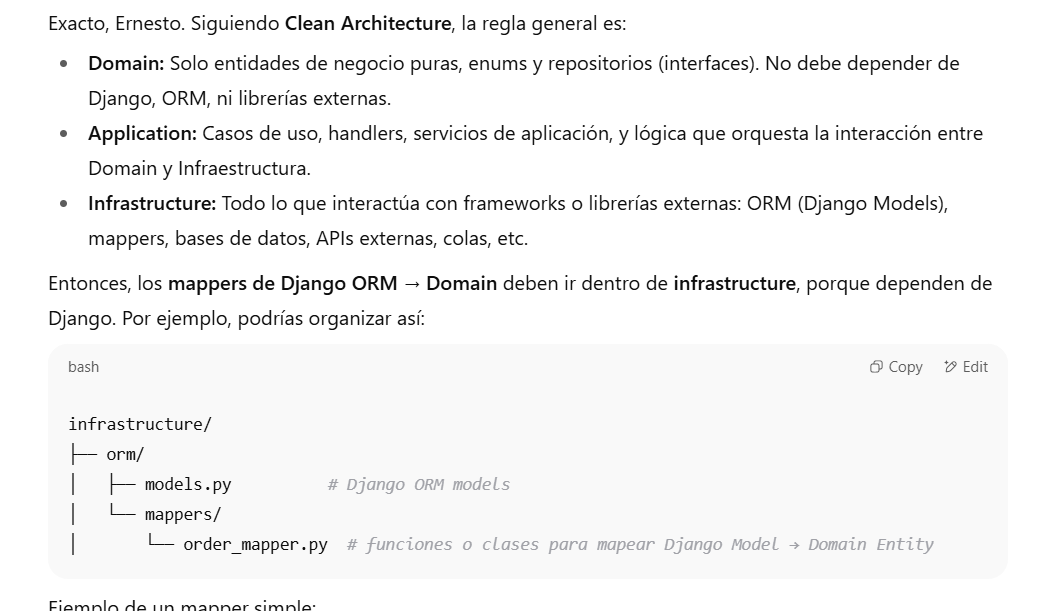 Exacto, Ernesto. Siguiendo Clean Architecture, la regla general es:
• Domain: Solo entidades de negocio puras, enums y repositorios (interfaces). No debe depender de
Django, ORM, ni librerías externas.
• Application: Casos de uso, handlers, servicios de aplicación, y lógica que orquesta la interacción entre
Domain y Infraestructura.
• Infrastructure: Todo lo que interactúa con frameworks o librerías externas: ORM (Django Models),
mappers, bases de datos, APIs externas, colas, etc.
Entonces, los mappers de Django ORM → Domain deben ir dentro de infrastructure, porque dependen de
Django. Por ejemplo, podrías organizar así:
bash Copy Edit
infrastructure/
├── orm/
│   ├── models.py          # Django ORM models
│   └── mappers/
│       └── order_mapper.py  # funciones o clases para mapear Django Model → Domain Entity
Ejemplo de un mapper simple: